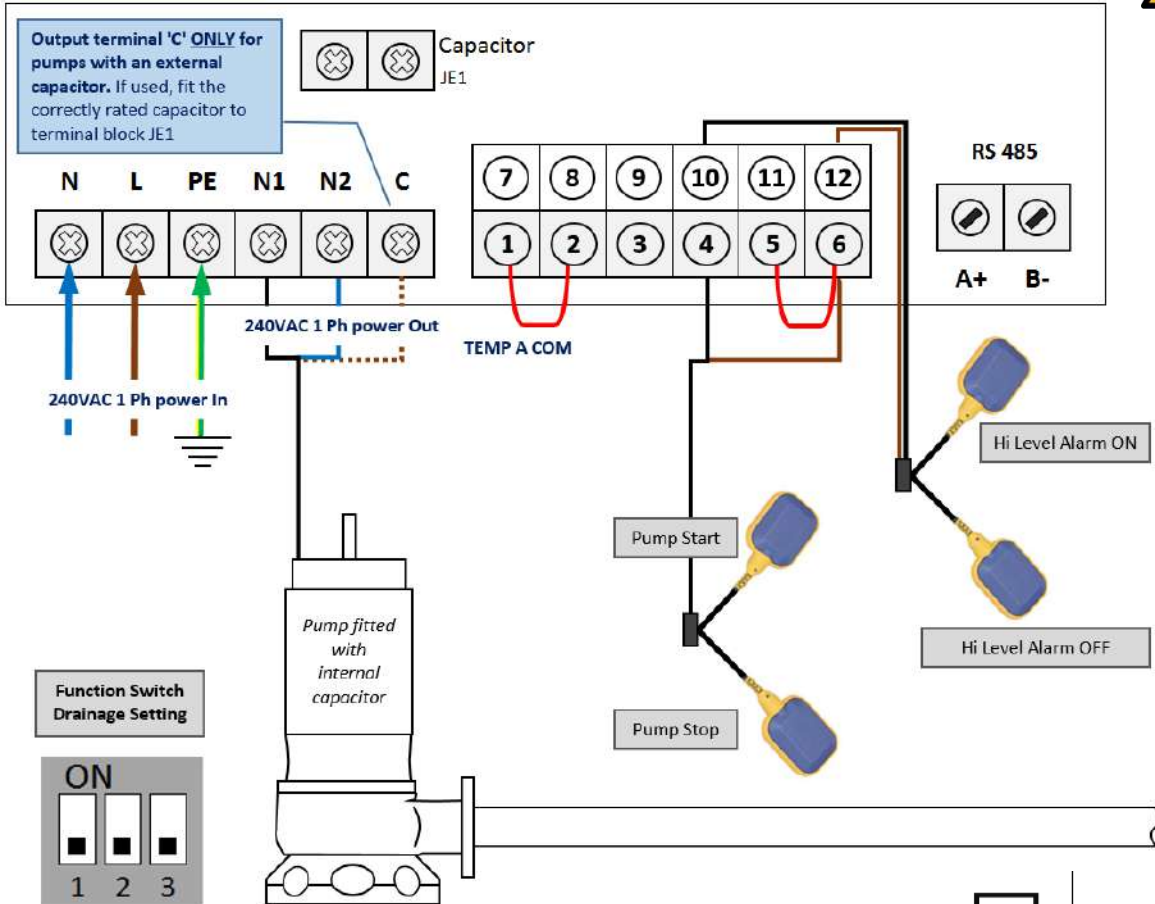 Output terminal 'C' ONLY for
pumps with an external
capacitor. If used, fit the
correctly rated capacitor to
terminal block JE1
Capacitor
JE1
N L PE N1 N2 C
7 8 9 10 11 12
1 2 3 4 5 6
RS 485
A+ B-
240VAC 1 Ph power Out
TEMP A COM
240VAC 1 Ph power In
Hi Level Alarm ON
Pump Start
Hi Level Alarm OFF
Pump Stop
Pump fitted
with
internal
capacitor
Function Switch
Drainage Setting
ON
1 2 3